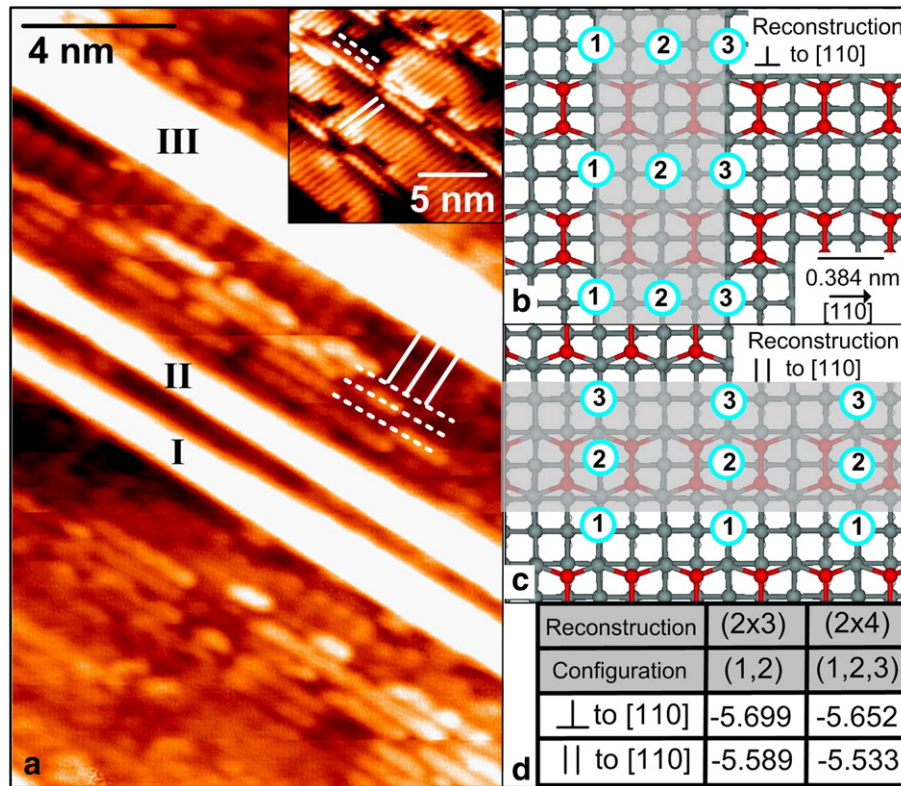 4 nm
III
II
I
5 nm
a
1 2 3
Reconstruction
⊥ to [110]
1 2 3
1 2 3
0.384 nm
[110]
b
Reconstruction
|| to [110]
3 3 3
2 2 2
1 1 1
c
Reconstruction (2x3) (2x4)
Configuration (1,2) (1,2,3)
⊥ to [110] -5.699 -5.652
|| to [110] -5.589 -5.533
d